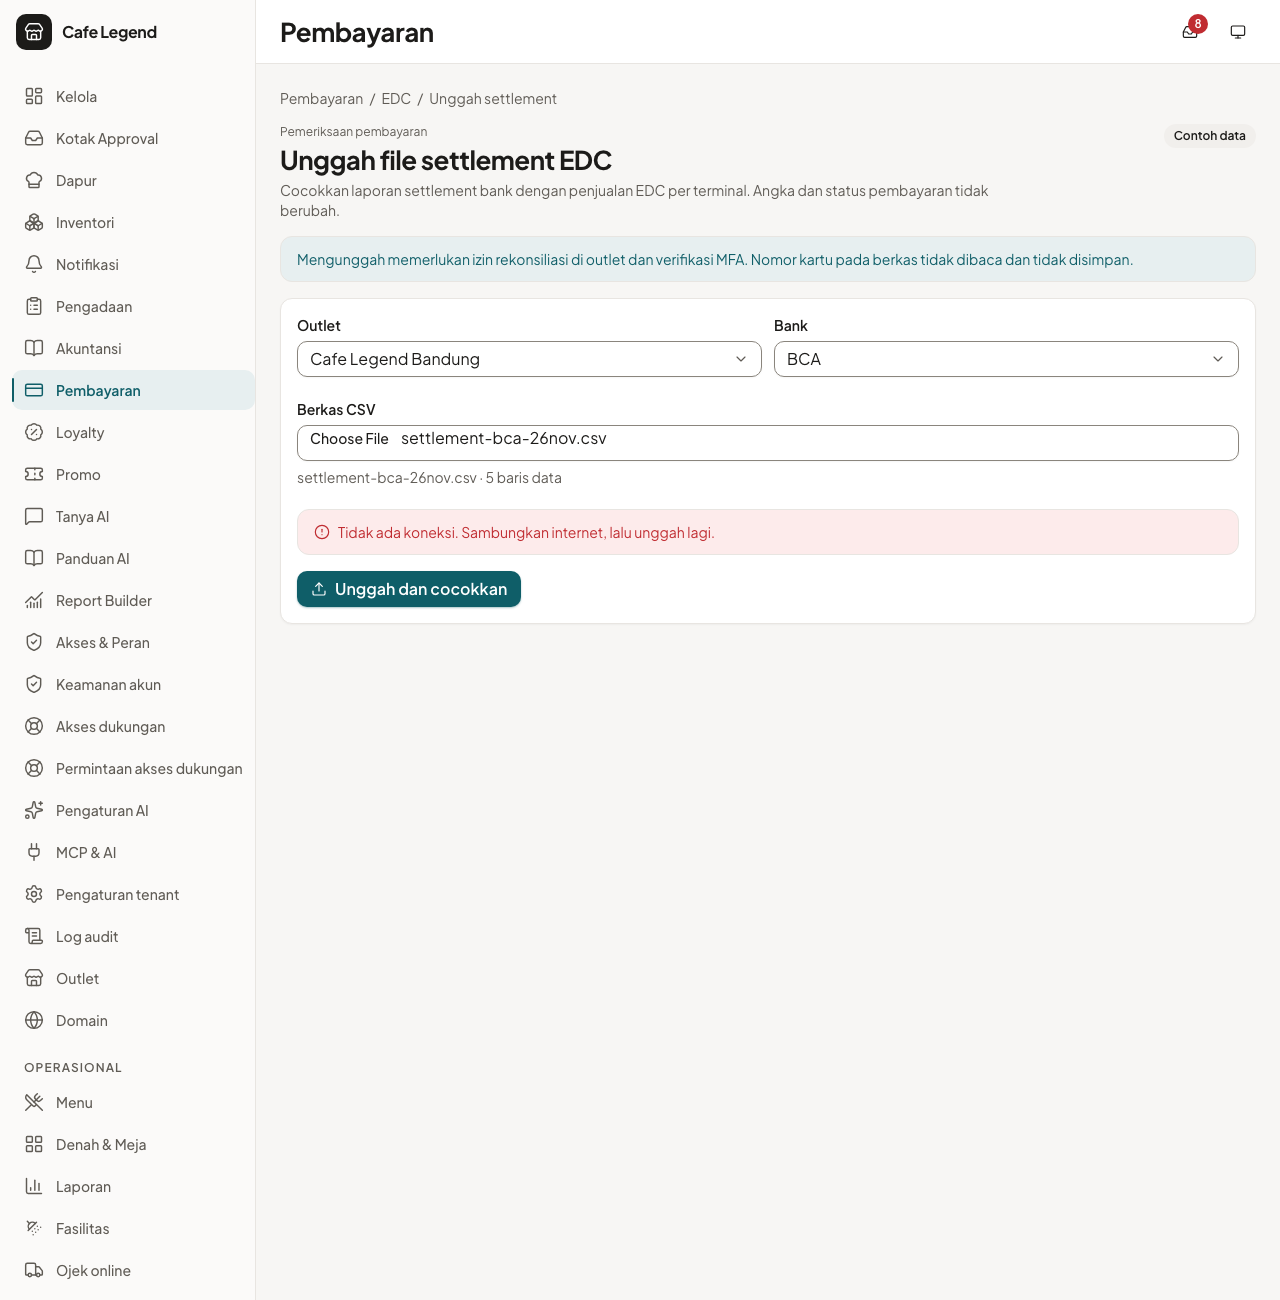 Cafe Legend
Kelola
Kotak Approval
Dapur
Inventori
Notifikasi
Pengadaan
Akuntansi
Pembayaran
Loyalty
Promo
Tanya AI
Panduan AI
Report Builder
Akses & Peran
Keamanan akun
Akses dukungan
Permintaan akses dukungan
Pengaturan AI
MCP & AI
Pengaturan tenant
Log audit
Outlet
Domain
OPERASIONAL
Menu
Denah & Meja
Laporan
Fasilitas
Ojek online
Pembayaran
8
Pembayaran / EDC / Unggah settlement
Pemeriksaan pembayaran
Contoh data
Unggah file settlement EDC
Cocokkan laporan settlement bank dengan penjualan EDC per terminal. Angka dan status pembayaran tidak
berubah.
Mengunggah memerlukan izin rekonsiliasi di outlet dan verifikasi MFA. Nomor kartu pada berkas tidak dibaca dan tidak disimpan.
Outlet
Cafe Legend Bandung
Bank
BCA
Berkas CSV
Choose File settlement-bca-26nov.csv
settlement-bca-26nov.csv · 5 baris data
Tidak ada koneksi. Sambungkan internet, lalu unggah lagi.
Unggah dan cocokkan